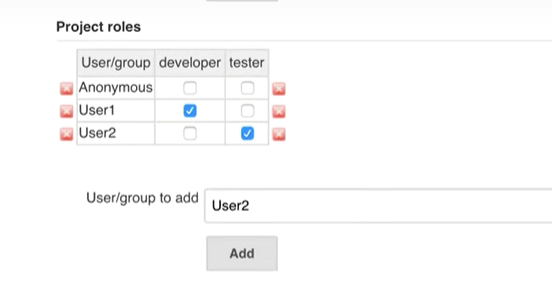 Project roles
User/group developer tester
Anonymous
User1
User2
User/group to add User2
Add